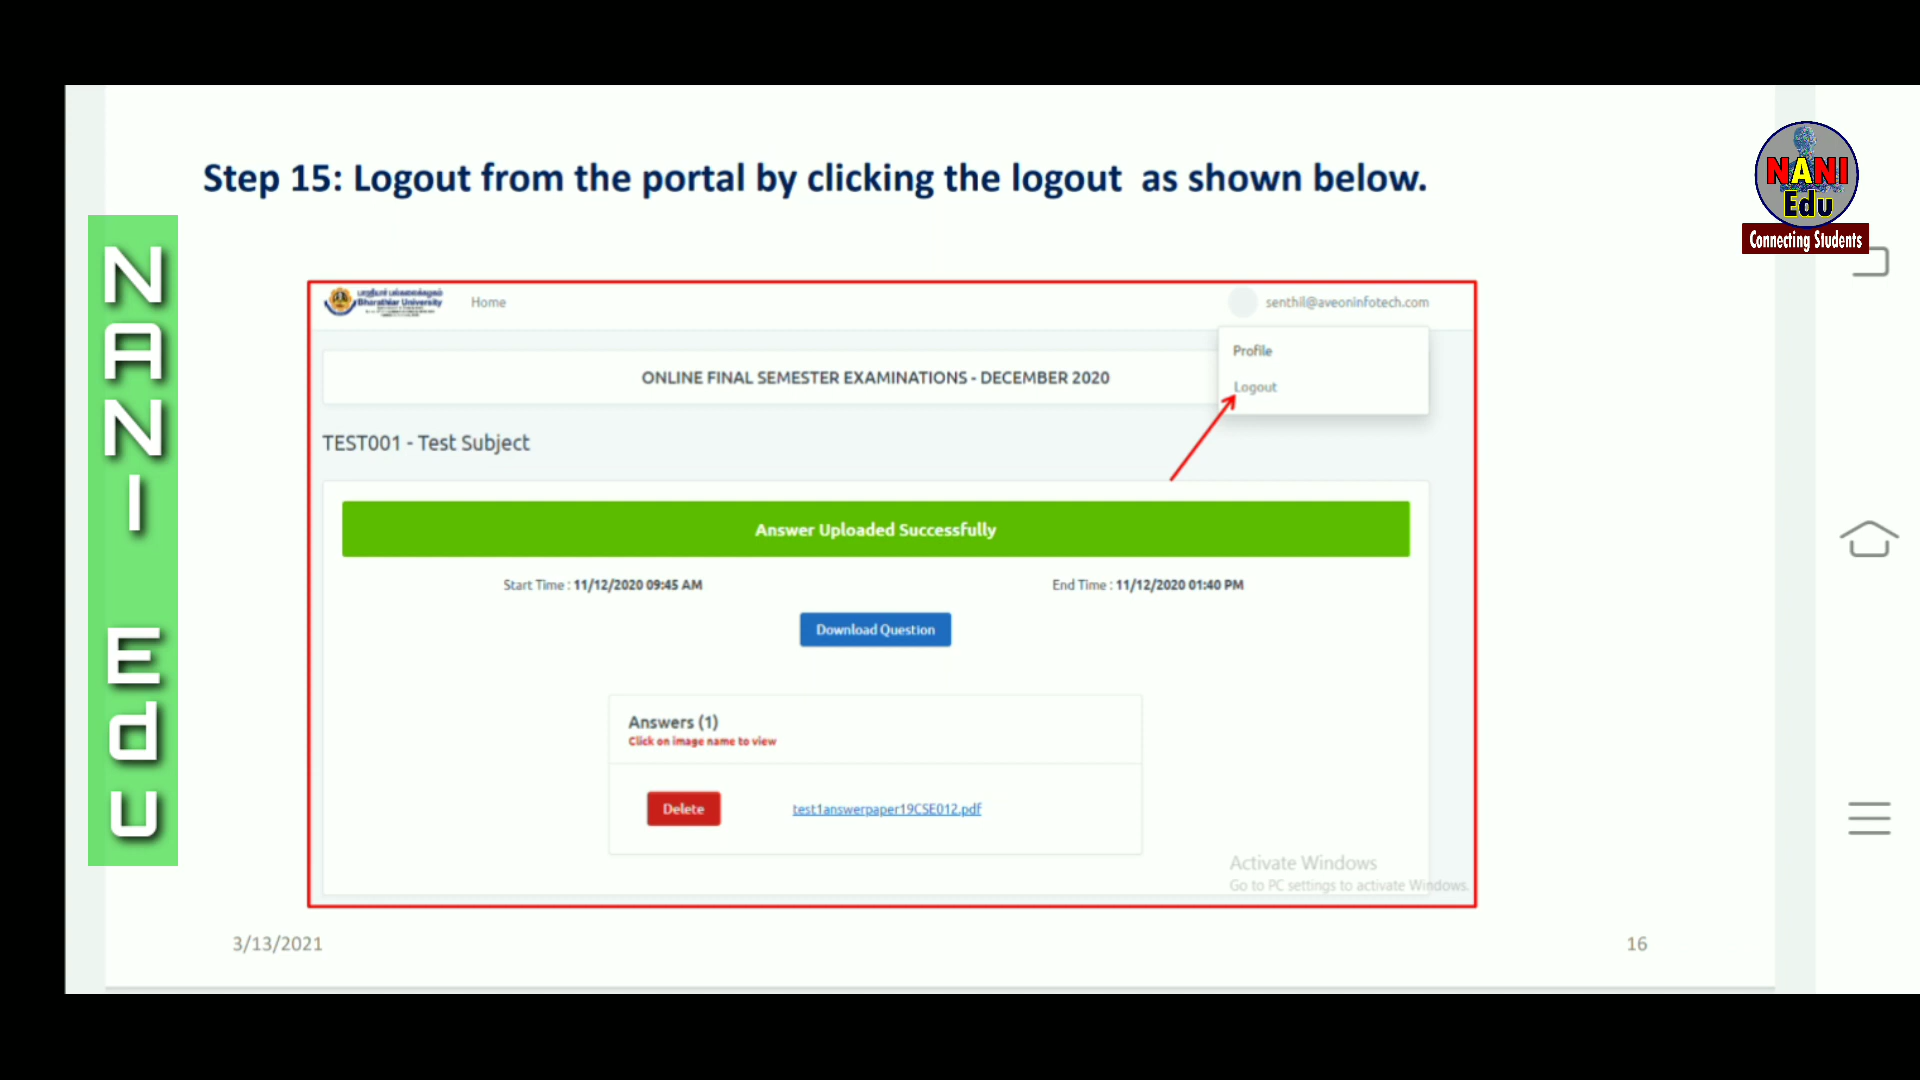 Step 15: Logout from the portal by clicking the logout as shown below.
NANI
Edu
Connecting Students
NANI Edu
Bharathiar University
Home
senthil@aveoninfotech.com
Profile
Logout
ONLINE FINAL SEMESTER EXAMINATIONS - DECEMBER 2020
TEST001 - Test Subject
Answer Uploaded Successfully
Start Time : 11/12/2020 09:45 AM
End Time : 11/12/2020 01:40 PM
Download Question
Answers (1)
Click on image name to view
Delete
test1answerpaper19CSE012.pdf
Activate Windows
Go to PC settings to activate Windows.
3/13/2021
16